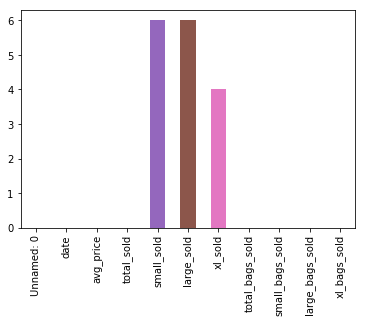 6
5
4
3
2
1
0
Unnamed: 0
date
avg_price
total_sold
small_sold
large_sold
xl_sold
total_bags_sold
small_bags_sold
large_bags_sold
xl_bags_sold